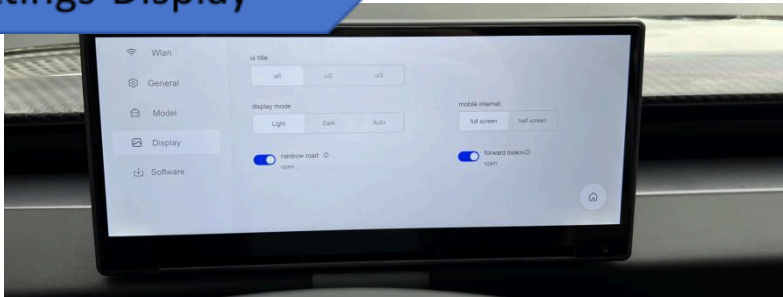 Display
Wlan
General
Model
Display
Software
ui title
ui1 ui2 ui3
display mode
Light Dark Auto
rainbow road
open
mobile internet
full screen half screen
forward lookin
open